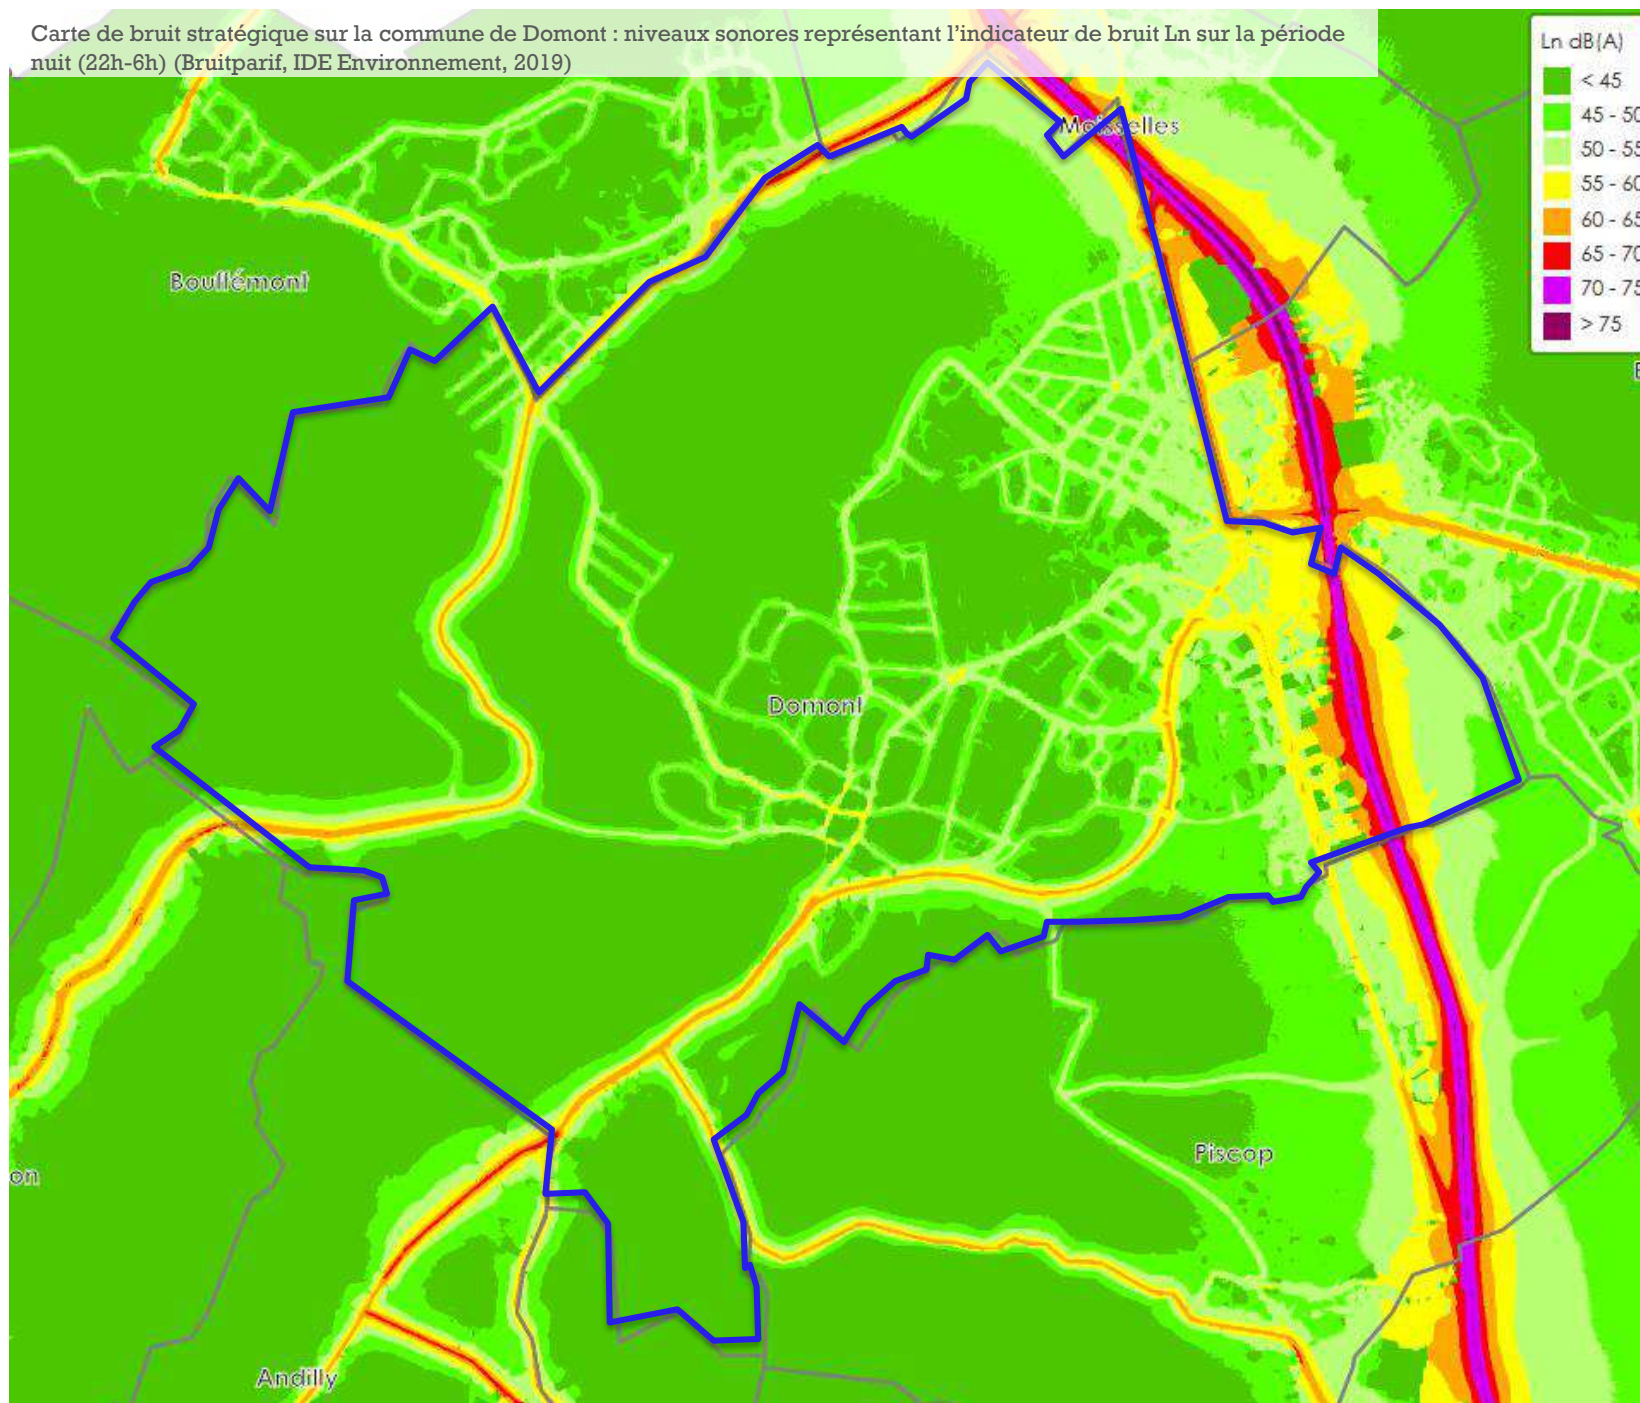 Carte de bruit stratégique sur la commune de Domont : niveaux sonores représentant l'indicateur de bruit Ln sur la période
nuit (22h-6h) (Bruitparif, IDE Environnement, 2019)
Ln dB(A)
< 45
45 - 50
50 - 55
55 - 60
60 - 65
65 - 70
70 - 75
> 75
Moisselles
Bouffémont
Domont
Piscop
on
Andilly